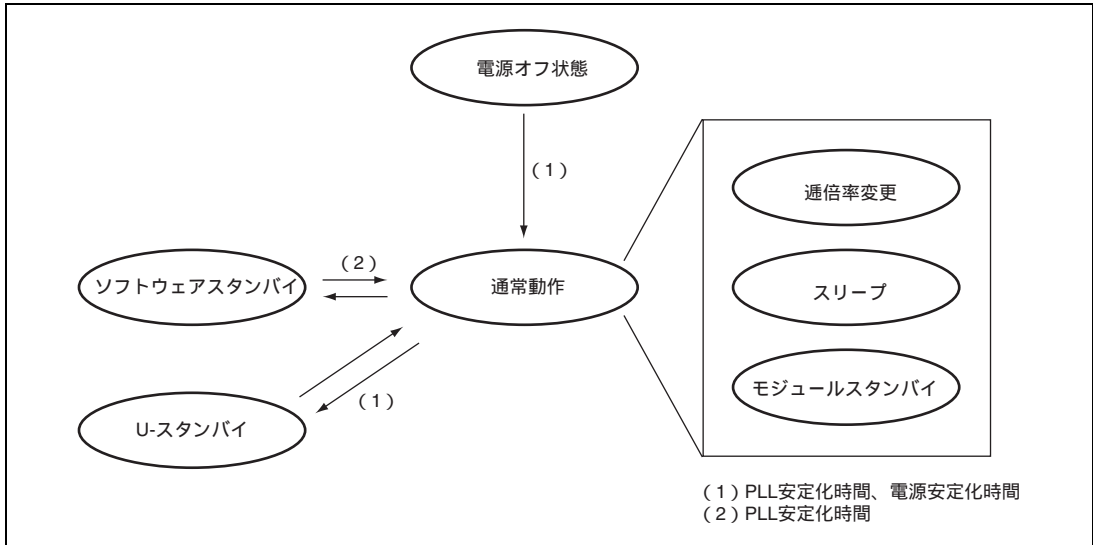 電源オフ状態
（1）
逓倍率変更
ソフトウェアスタンバイ
（2）
通常動作
スリープ
モジュールスタンバイ
（1）
U-スタンバイ
（1）PLL安定化時間、電源安定化時間
（2）PLL安定化時間